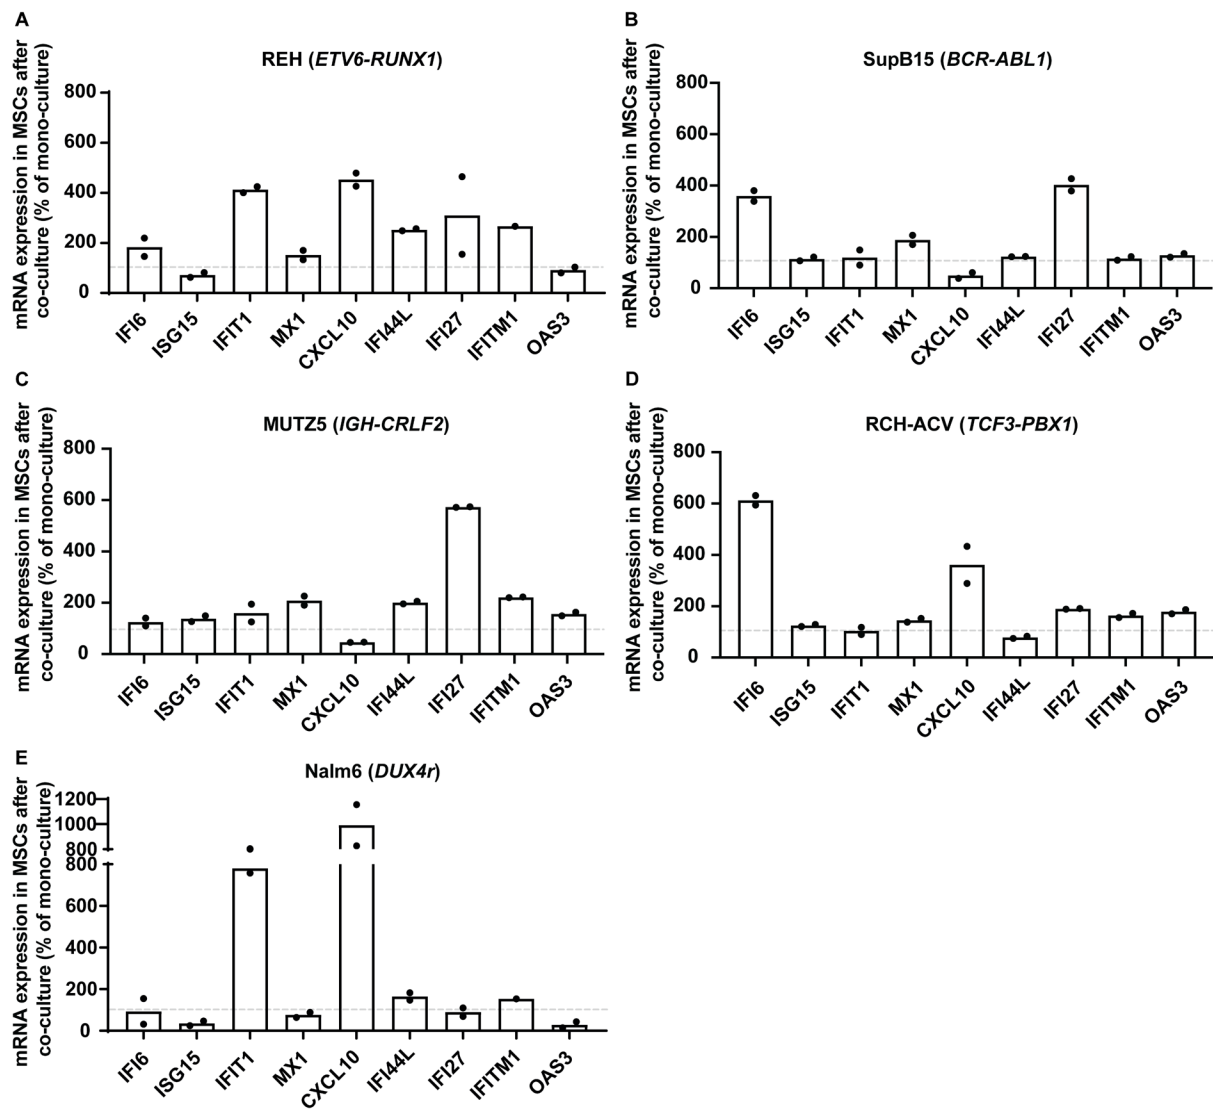 A
REH (ETV6-RUNX1)
mRNA expression in MSCs after
co-culture (% of mono-culture)
800
600
400
200
0
IFI6
ISG15
IFIT1
MX1
CXCL10
IFI44L
IFI27
IFITM1
OAS3
B
SupB15 (BCR-ABL1)
mRNA expression in MSCs after
co-culture (% of mono-culture)
800
600
400
200
0
IFI6
ISG15
IFIT1
MX1
CXCL10
IFI44L
IFI27
IFITM1
OAS3
C
MUTZ5 (IGH-CRLF2)
mRNA expression in MSCs after
co-culture (% of mono-culture)
800
600
400
200
0
IFI6
ISG15
IFIT1
MX1
CXCL10
IFI44L
IFI27
IFITM1
OAS3
D
RCH-ACV (TCF3-PBX1)
mRNA expression in MSCs after
co-culture (% of mono-culture)
800
600
400
200
0
IFI6
ISG15
IFIT1
MX1
CXCL10
IFI44L
IFI27
IFITM1
OAS3
E
Nalm6 (DUX4r)
mRNA expression in MSCs after
co-culture (% of mono-culture)
1200
1000
800
800
600
400
200
0
IFI6
ISG15
IFIT1
MX1
CXCL10
IFI44L
IFI27
IFITM1
OAS3